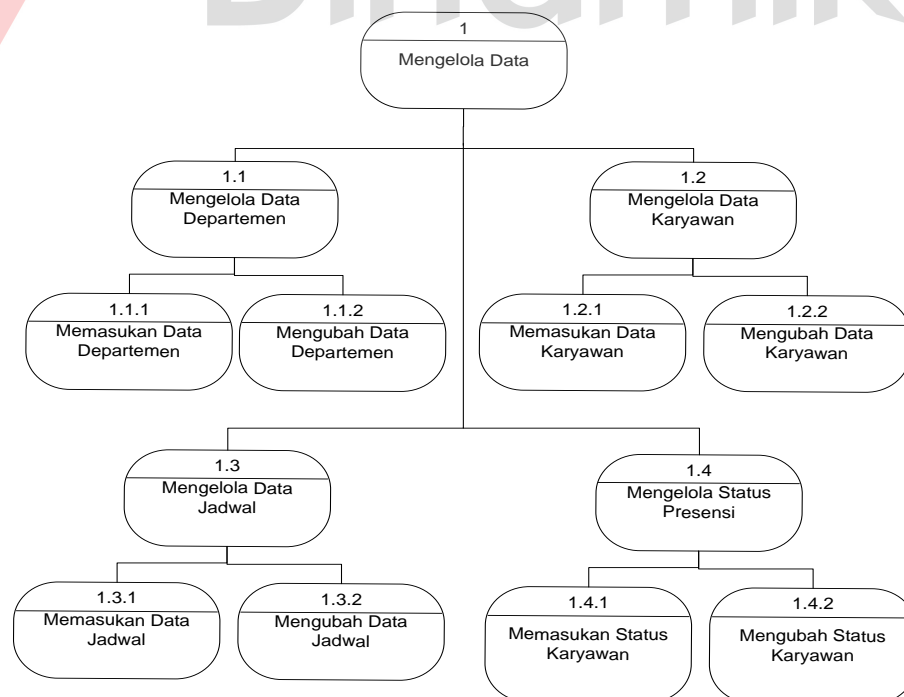 1
Mengelola Data
1.1
Mengelola Data
Departemen
1.2
Mengelola Data
Karyawan
1.1.1
Memasukan Data
Departemen
1.1.2
Mengubah Data
Departemen
1.2.1
Memasukan Data
Karyawan
1.2.2
Mengubah Data
Karyawan
1.3
Mengelola Data
Jadwal
1.4
Mengelola Status
Presensi
1.3.1
Memasukan Data
Jadwal
1.3.2
Mengubah Data
Jadwal
1.4.1
Memasukan Status
Karyawan
1.4.2
Mengubah Status
Karyawan